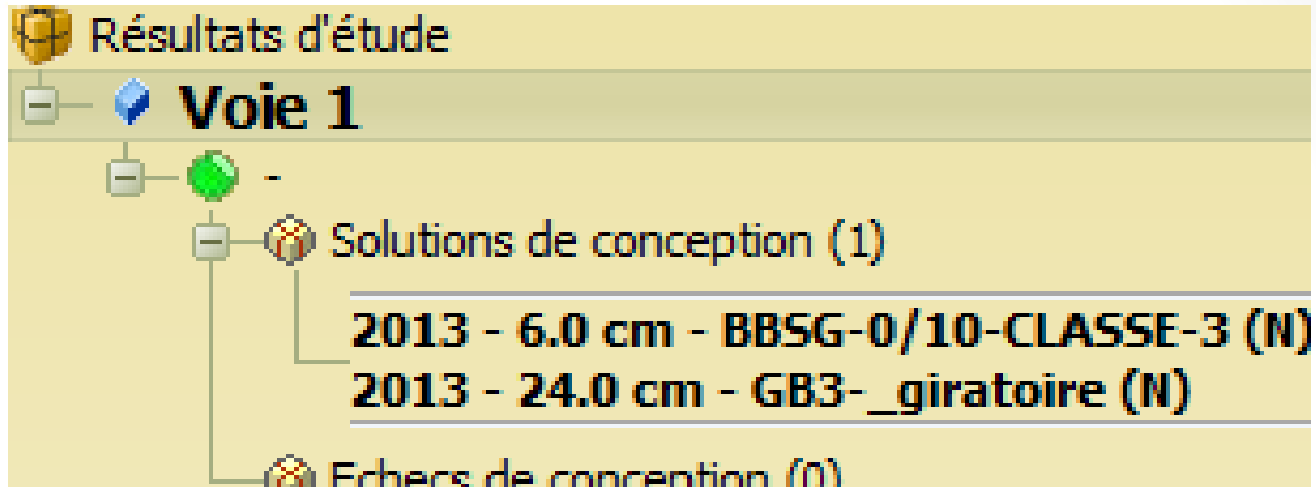 Résultats d'étude
Voie 1
-
Solutions de conception (1)
2013 - 6.0 cm - BBSG-0/10-CLASSE-3 (N)
2013 - 24.0 cm - GB3-_giratoire (N)
Echecs de conception (0)